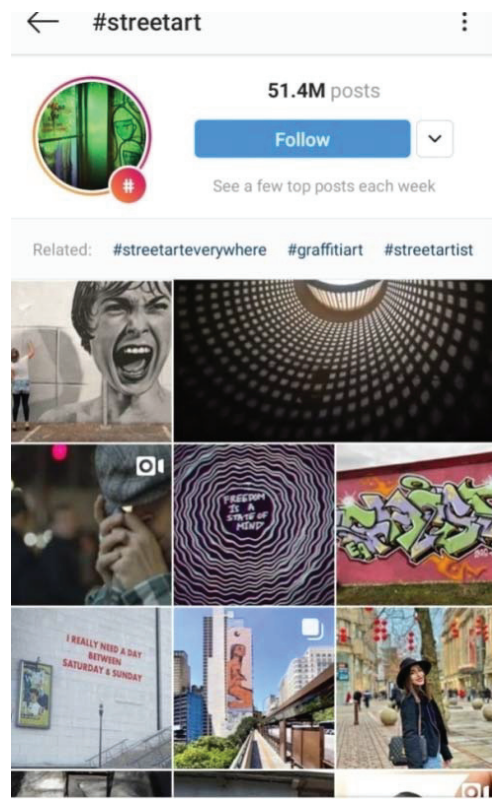 #streetart
51.4M posts
Follow
See a few top posts each week
#
Related: #streetarteverywhere #graffitiart #streetartist
FREEDOM
IS A
STATE OF
MIND
I REALLY NEED A DAY
BETWEEN
SATURDAY & SUNDAY